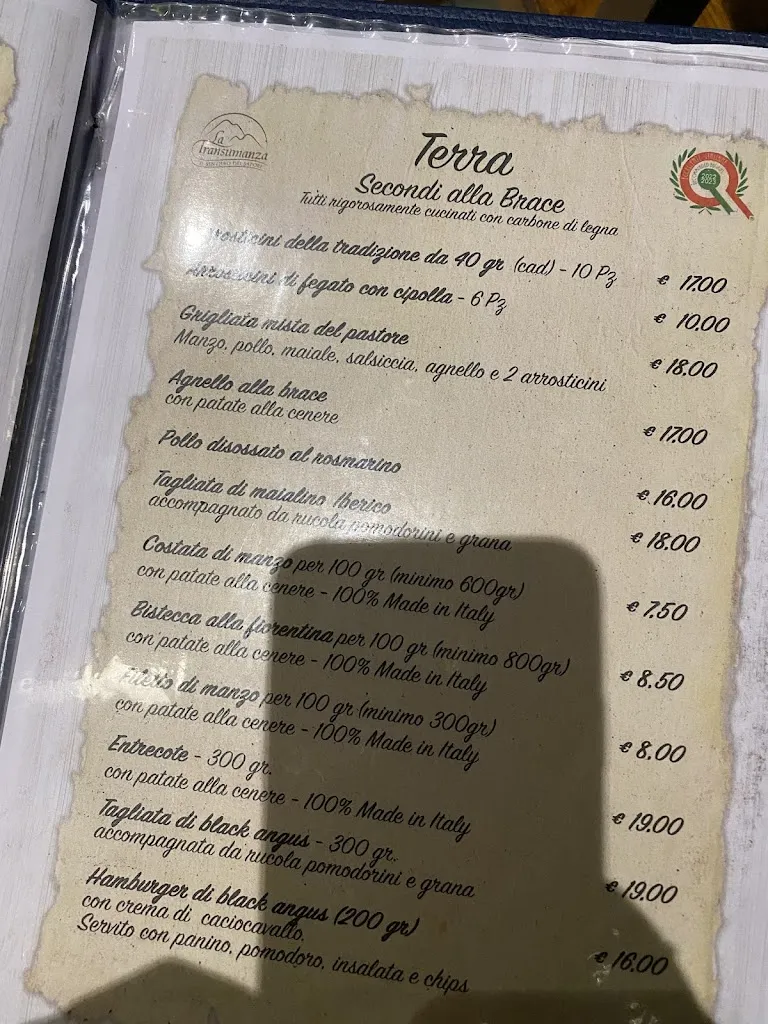 La
Transumanza
Terra
Secondi alla Brace
Tutti rigorosamente cucinati con carbone di legna
della tradizione da 40 gr (cad) - 10 Pz € 17.00
Arrosticini di fegato con cipolla - 6 Pz € 10.00
Grigliata mista del pastore € 18.00
Manzo, pollo, maiale, salsiccia, agnello e 2 arrosticini
Agnello alla brace € 17.00
con patate alla cenere
Pollo disossato al rosmarino € 16.00
Tagliata di maialino Iberico € 18.00
accompagnato da rucola pomodorini e grana
Costata di manzo per 100 gr (minimo 600gr) € 7.50
con patate alla cenere - 100% Made in Italy
Bistecca alla fiorentina per 100 gr (minimo 800gr) € 8.50
con patate alla cenere - 100% Made in Italy
Filetto di manzo per 100 gr (minimo 300gr) € 8.00
con patate alla cenere - 100% Made in Italy
Entrecote - 300 gr. € 19.00
con patate alla cenere - 100% Made in Italy
Tagliata di black angus - 300 gr. € 19.00
accompagnata da rucola pomodorini e grana
Hamburger di black angus (200 gr) € 16.00
con crema di caciocavallo.
Servito con panino, pomodoro, insalata e chips